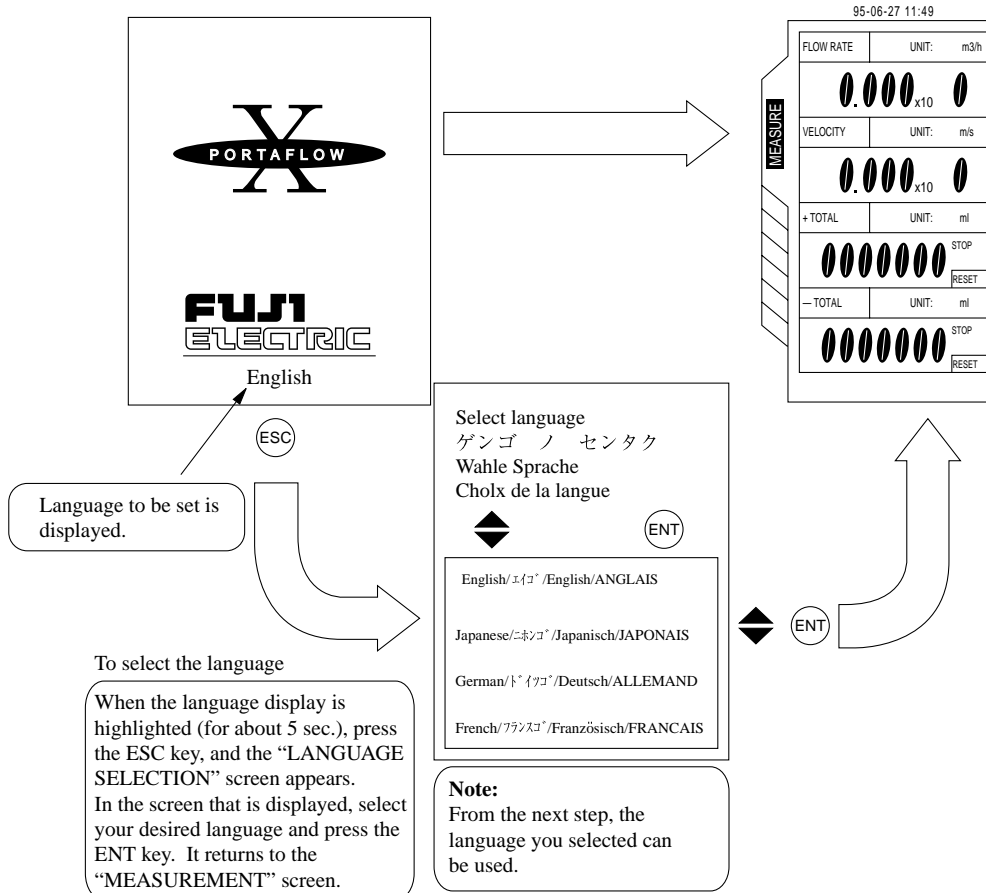 X
PORTAFLOW
FUJI
ELECTRIC
English
ESC
Language to be set is
displayed.
To select the language
When the language display is
highlighted (for about 5 sec.), press
the ESC key, and the “LANGUAGE
SELECTION” screen appears.
In the screen that is displayed, select
your desired language and press the
ENT key. It returns to the
“MEASUREMENT” screen.
Select language
ゲンゴ ノ センタク
Wahle Sprache
Cholx de la langue
ENT
English/エイゴ/English/ANGLAIS
Japanese/ニホンゴ/Japanisch/JAPONAIS
German/ドイツゴ/Deutsch/ALLEMAND
French/フランスゴ/Französisch/FRANCAIS
ENT
Note:
From the next step, the
language you selected can
be used.
95-06-27 11:49
MEASURE
FLOW RATE UNIT: m3/h
0.000 x10 0
VELOCITY UNIT: m/s
0.000 x10 0
+ TOTAL UNIT: ml
0000000 STOP
RESET
— TOTAL UNIT: ml
0000000 STOP
RESET